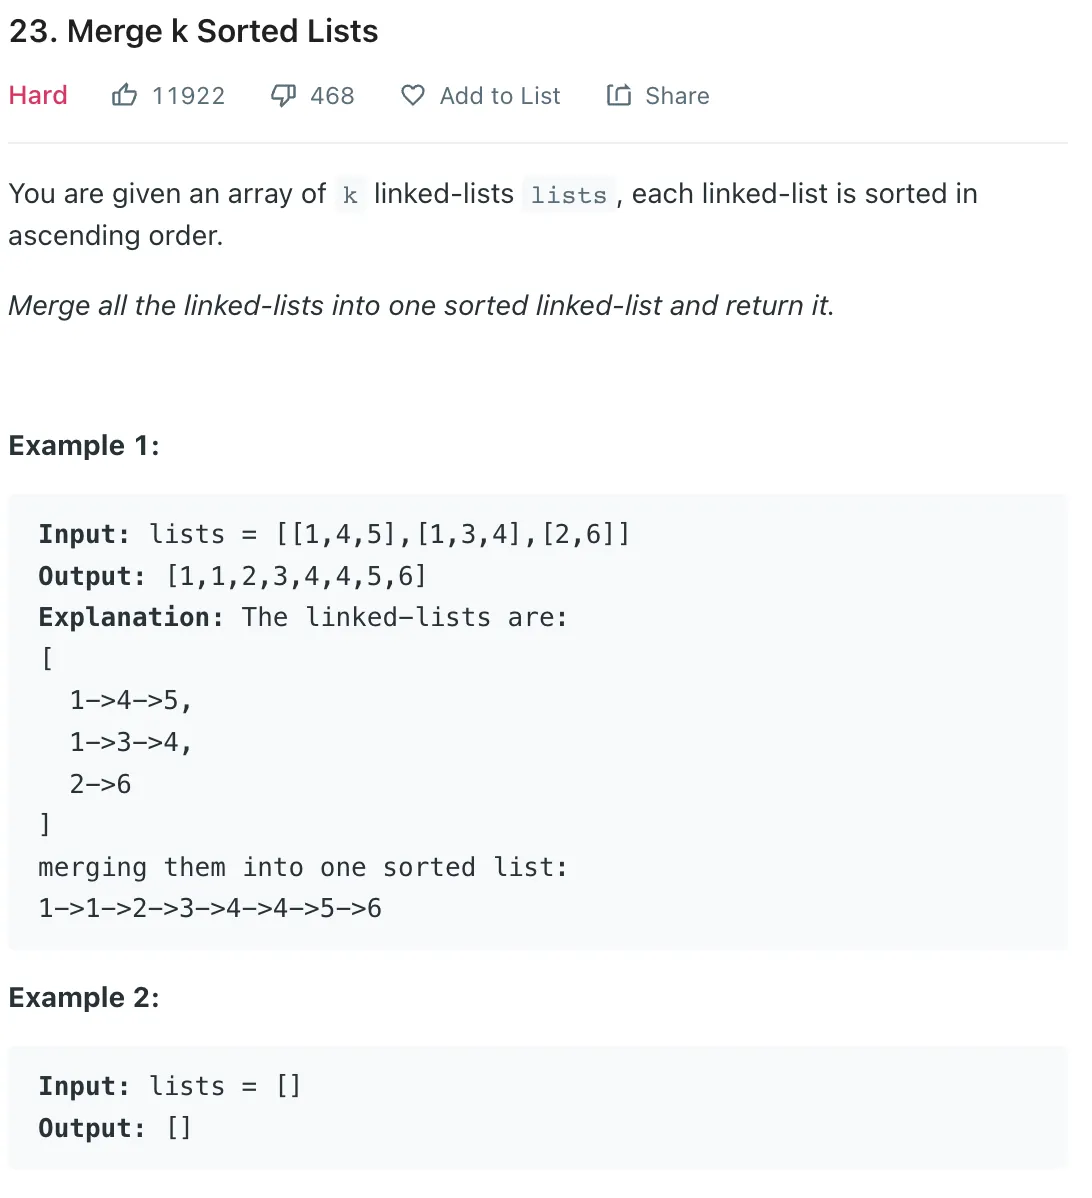 23. Merge k Sorted Lists
Hard 11922 468 Add to List Share
You are given an array of k linked-lists lists, each linked-list is sorted in
ascending order.
Merge all the linked-lists into one sorted linked-list and return it.
Example 1:
Input: lists = [[1,4,5],[1,3,4],[2,6]]
Output: [1,1,2,3,4,4,5,6]
Explanation: The linked-lists are:
[
  1->4->5,
  1->3->4,
  2->6
]
merging them into one sorted list:
1->1->2->3->4->4->5->6
Example 2:
Input: lists = []
Output: []